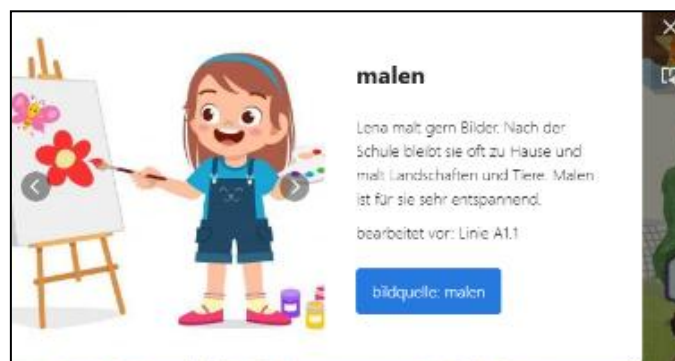 malen
Lena malt gern Bilder. Nach der
Schule bleibt sie oft zu Hause und
malt Landschaften und Tiere. Malen
ist für sie sehr entspannend.
bearbeitet vor: Linie A1.1
bildquelle: malen